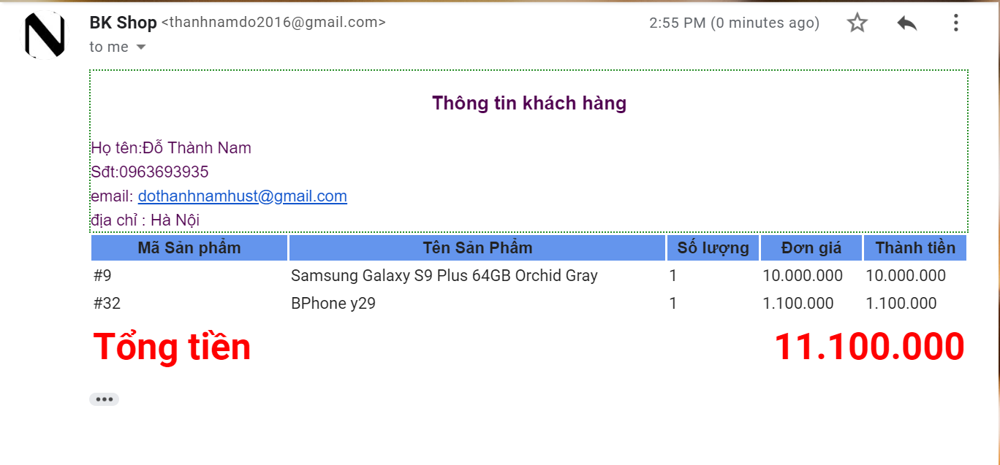 BK Shop <thanhnamdo2016@gmail.com> 2:55 PM (0 minutes ago)
to me
Thông tin khách hàng
Họ tên:Đỗ Thành Nam
Sđt:0963693935
email: dothanhnamhust@gmail.com
địa chỉ : Hà Nội
Mã Sản phẩm Tên Sản Phẩm Số lượng Đơn giá Thành tiền
#9 Samsung Galaxy S9 Plus 64GB Orchid Gray 1 10.000.000 10.000.000
#32 BPhone y29 1 1.100.000 1.100.000
Tổng tiền 11.100.000